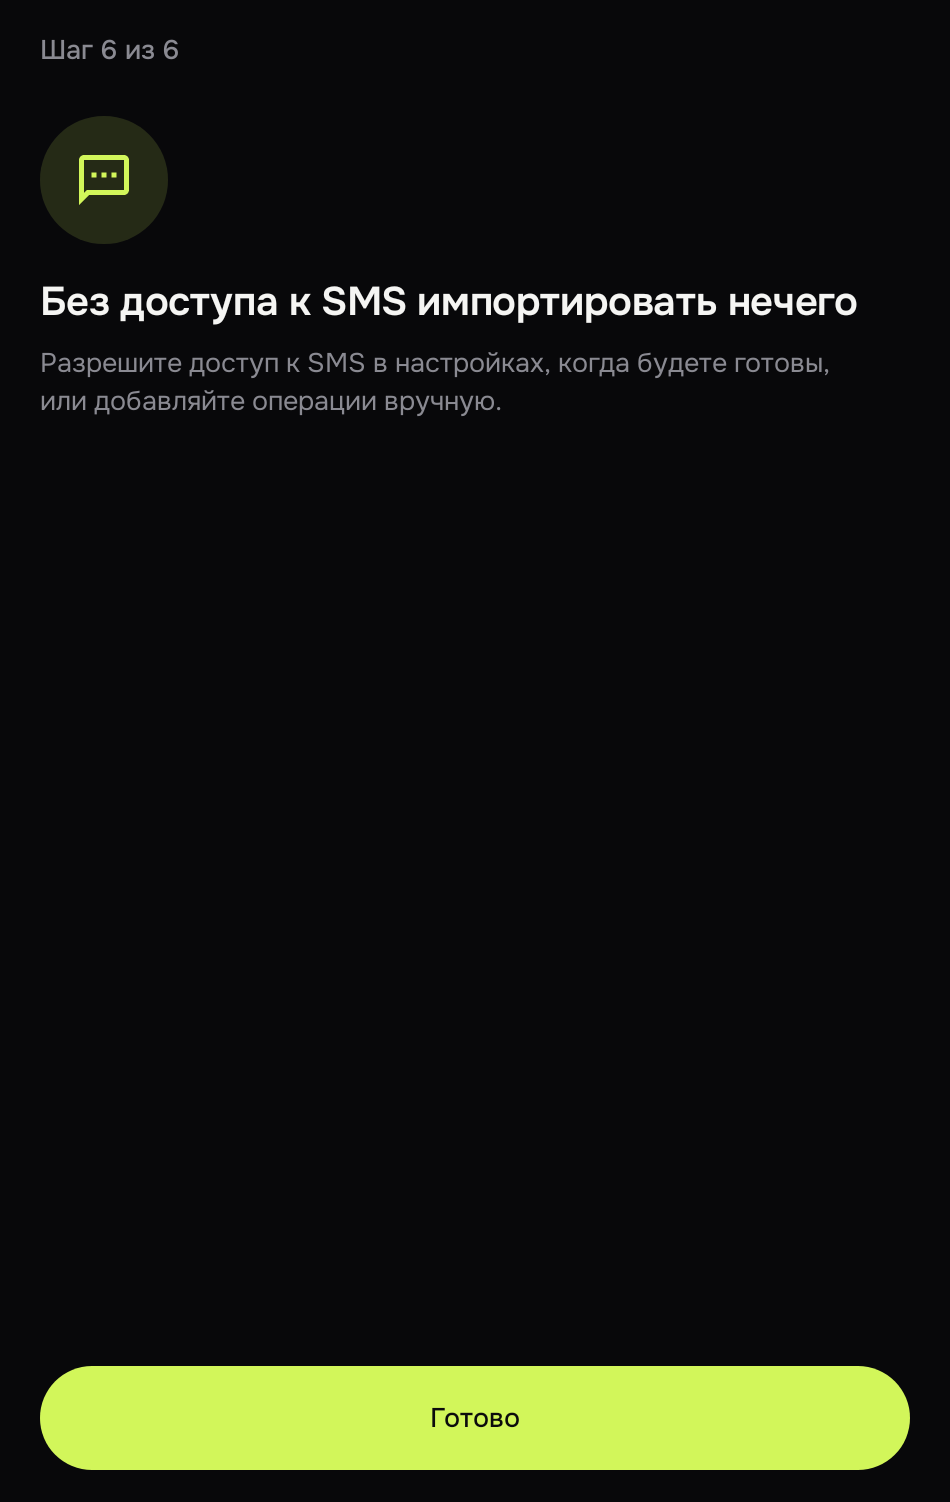 Шаг 6 из 6
Без доступа к SMS импортировать нечего
Разрешите доступ к SMS в настройках, когда будете готовы,
или добавляйте операции вручную.
Готово